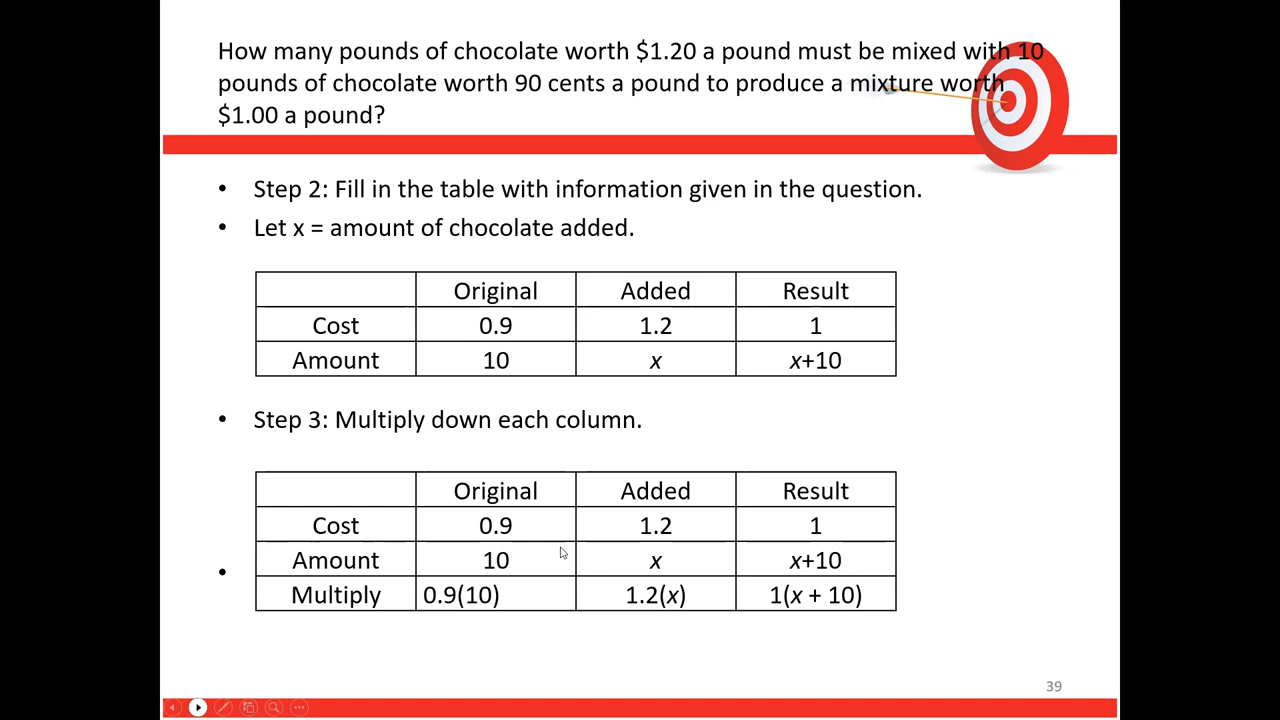 How many pounds of chocolate worth $1.20 a pound must be mixed with 10
pounds of chocolate worth 90 cents a pound to produce a mixture worth
$1.00 a pound?
• Step 2: Fill in the table with information given in the question.
• Let x = amount of chocolate added.
Original Added Result
Cost 0.9 1.2 1
Amount 10 x x+10
• Step 3: Multiply down each column.
Original Added Result
Cost 0.9 1.2 1
Amount 10 x x+10
•
Multiply 0.9(10) 1.2(x) 1(x + 10)
39